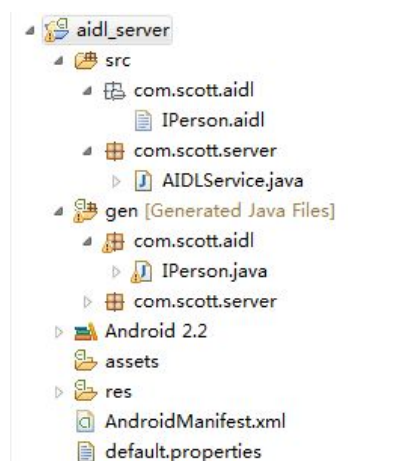 aidl_server
src
com.scott.aidl
IPerson.aidl
com.scott.server
AIDLService.java
gen [Generated Java Files]
com.scott.aidl
IPerson.java
com.scott.server
Android 2.2
assets
res
AndroidManifest.xml
default.properties